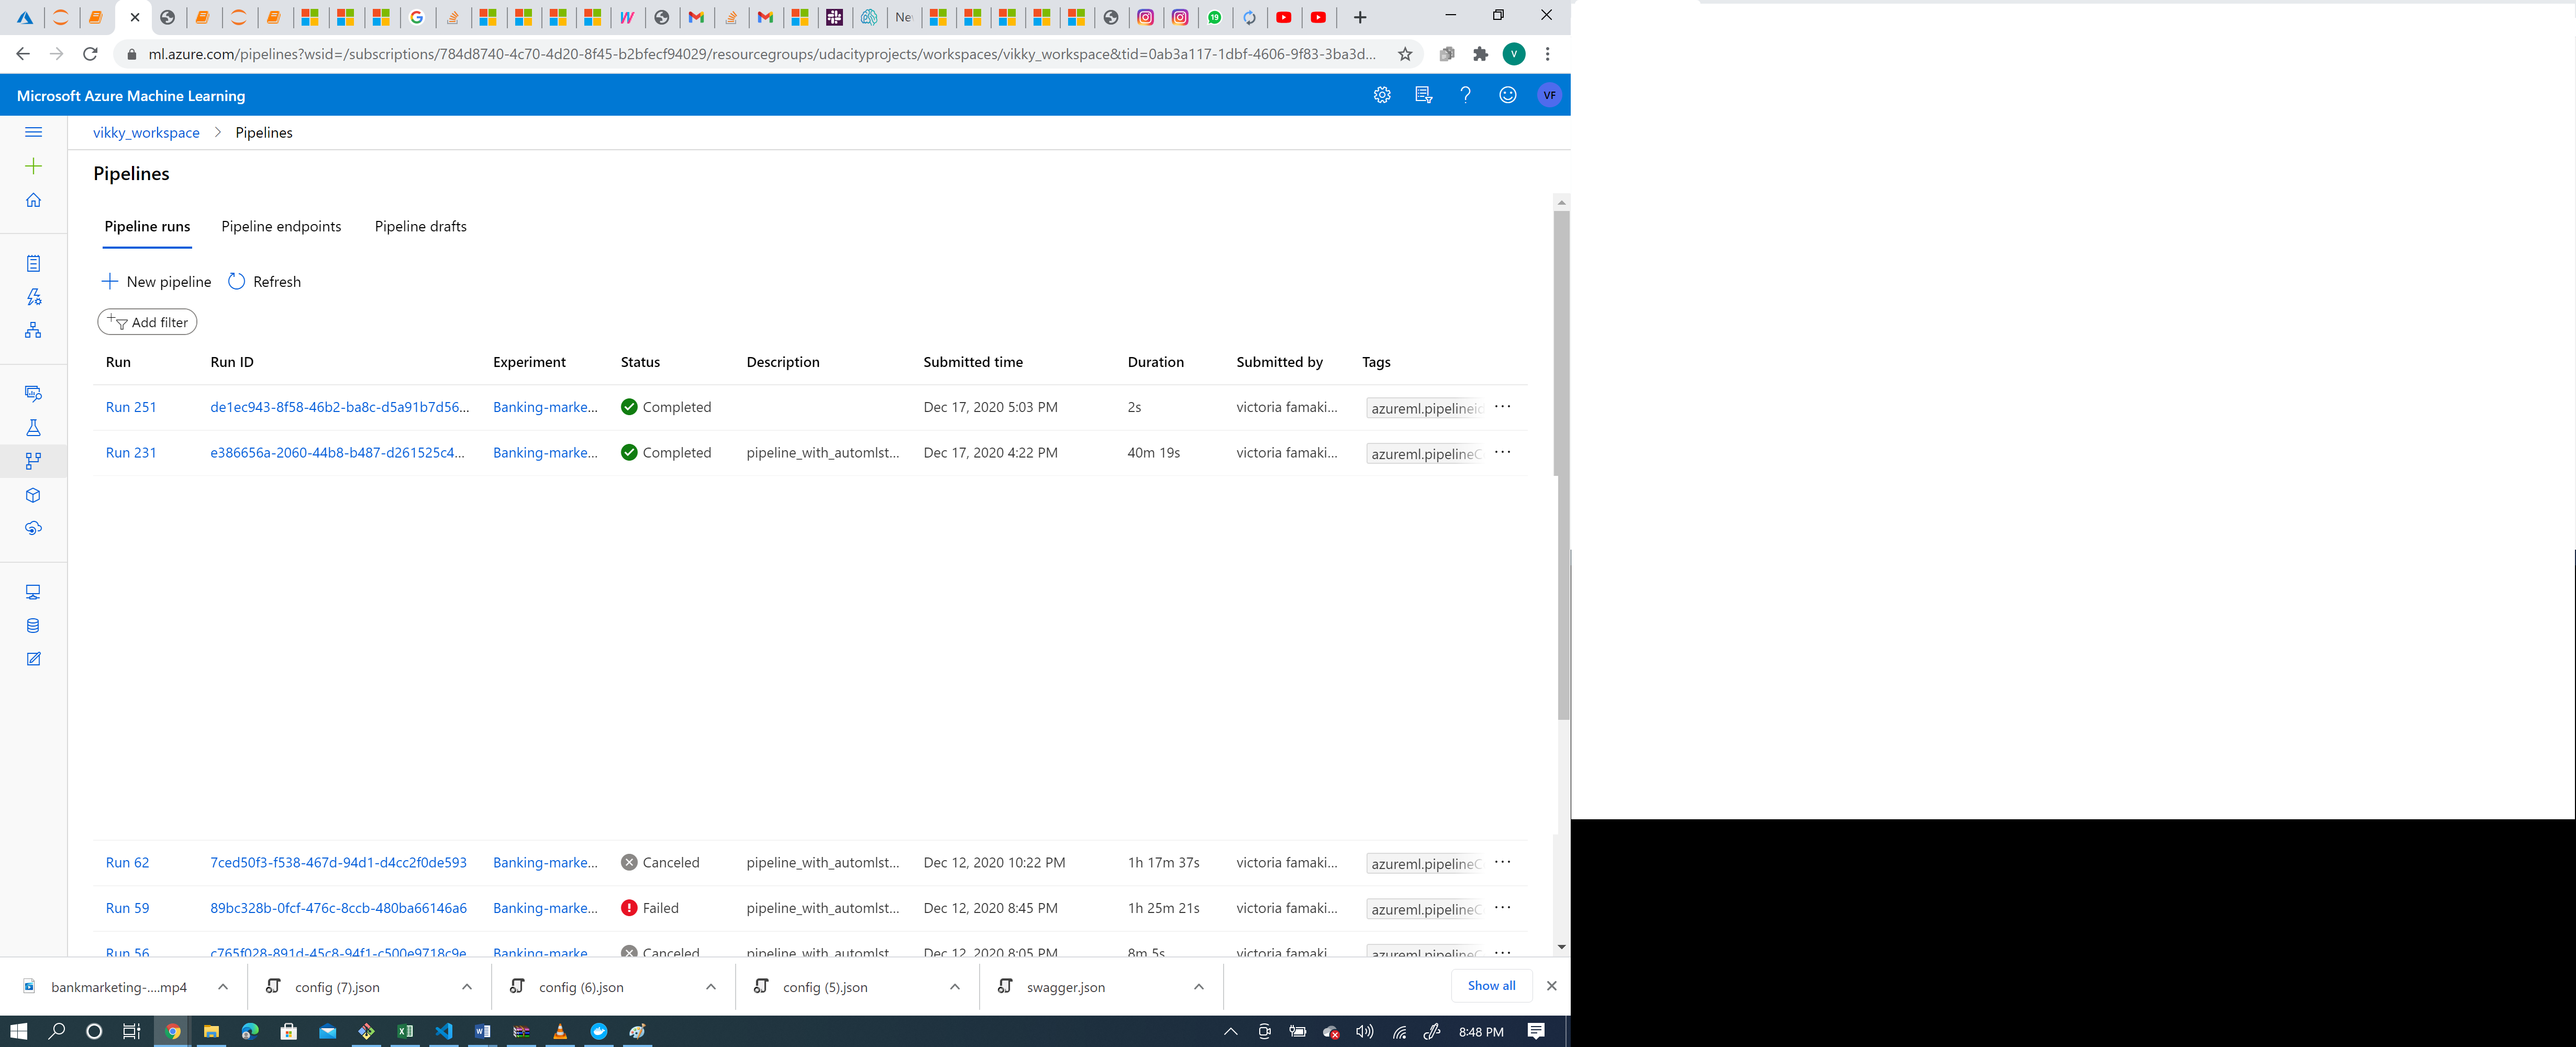 Ne
19
ml.azure.com/pipelines?wsid=/subscriptions/784d8740-4c70-4d20-8f45-b2bfecf94029/resourcegroups/udacityprojects/workspaces/vikky_workspace&tid=0ab3a117-1dbf-4606-9f83-3ba3d...
V
Microsoft Azure Machine Learning
VF
vikky_workspace > Pipelines
Pipelines
Pipeline runs Pipeline endpoints Pipeline drafts
New pipeline Refresh
Add filter
Run Run ID Experiment Status Description Submitted time Duration Submitted by Tags
Run 251 de1ec943-8f58-46b2-ba8c-d5a91b7d56... Banking-marke... Completed Dec 17, 2020 5:03 PM 2s victoria famaki... azureml.pipelineid ...
Run 231 e386656a-2060-44b8-b487-d261525c4... Banking-marke... Completed pipeline_with_automlst... Dec 17, 2020 4:22 PM 40m 19s victoria famaki... azureml.pipelineC ...
Run 62 7ced50f3-f538-467d-94d1-d4cc2f0de593 Banking-marke... Canceled pipeline_with_automlst... Dec 12, 2020 10:22 PM 1h 17m 37s victoria famaki... azureml.pipelineC ...
Run 59 89bc328b-0fcf-476c-8ccb-480ba66146a6 Banking-marke... Failed pipeline_with_automlst... Dec 12, 2020 8:45 PM 1h 25m 21s victoria famaki... azureml.pipelineC ...
Run 56 c765f028-891d-45c8-94f1-c500e9718c9e Banking-marke... Canceled pipeline_with_automlst... Dec 12, 2020 8:05 PM 8m 5s victoria famaki... azureml.pipelineC ...
bankmarketing-....mp4 config (7).json config (6).json config (5).json swagger.json Show all
8:48 PM